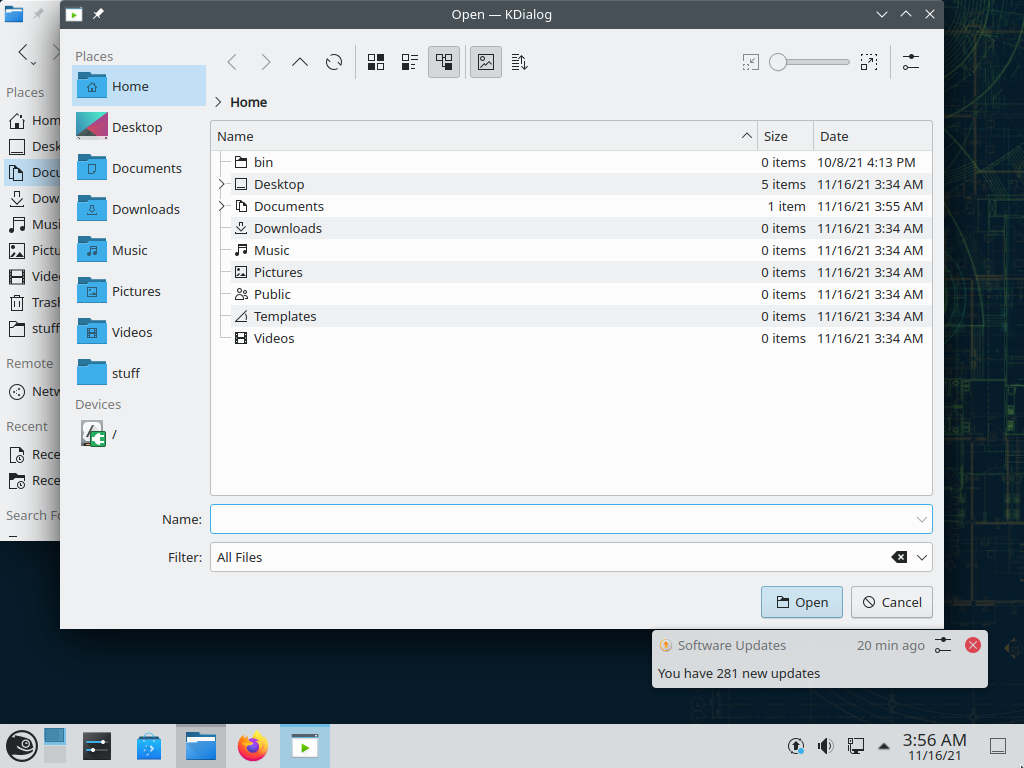 Open — KDialog
Places
Home
Desktop
Documents
Downloads
Music
Pictures
Videos
stuff
Devices
/
Home
Name Size Date
bin 0 items 10/8/21 4:13 PM
Desktop 5 items 11/16/21 3:34 AM
Documents 1 item 11/16/21 3:55 AM
Downloads 0 items 11/16/21 3:34 AM
Music 0 items 11/16/21 3:34 AM
Pictures 0 items 11/16/21 3:34 AM
Public 0 items 11/16/21 3:34 AM
Templates 0 items 11/16/21 3:34 AM
Videos 0 items 11/16/21 3:34 AM
Name:
Filter: All Files
Open Cancel
Places
Hom
Desk
Docu
Dow
Musi
Pictu
Video
Trash
stuff
Remote
Netw
Recent
Rece
Rece
Search Fo
Software Updates 20 min ago
You have 281 new updates
3:56 AM
11/16/21